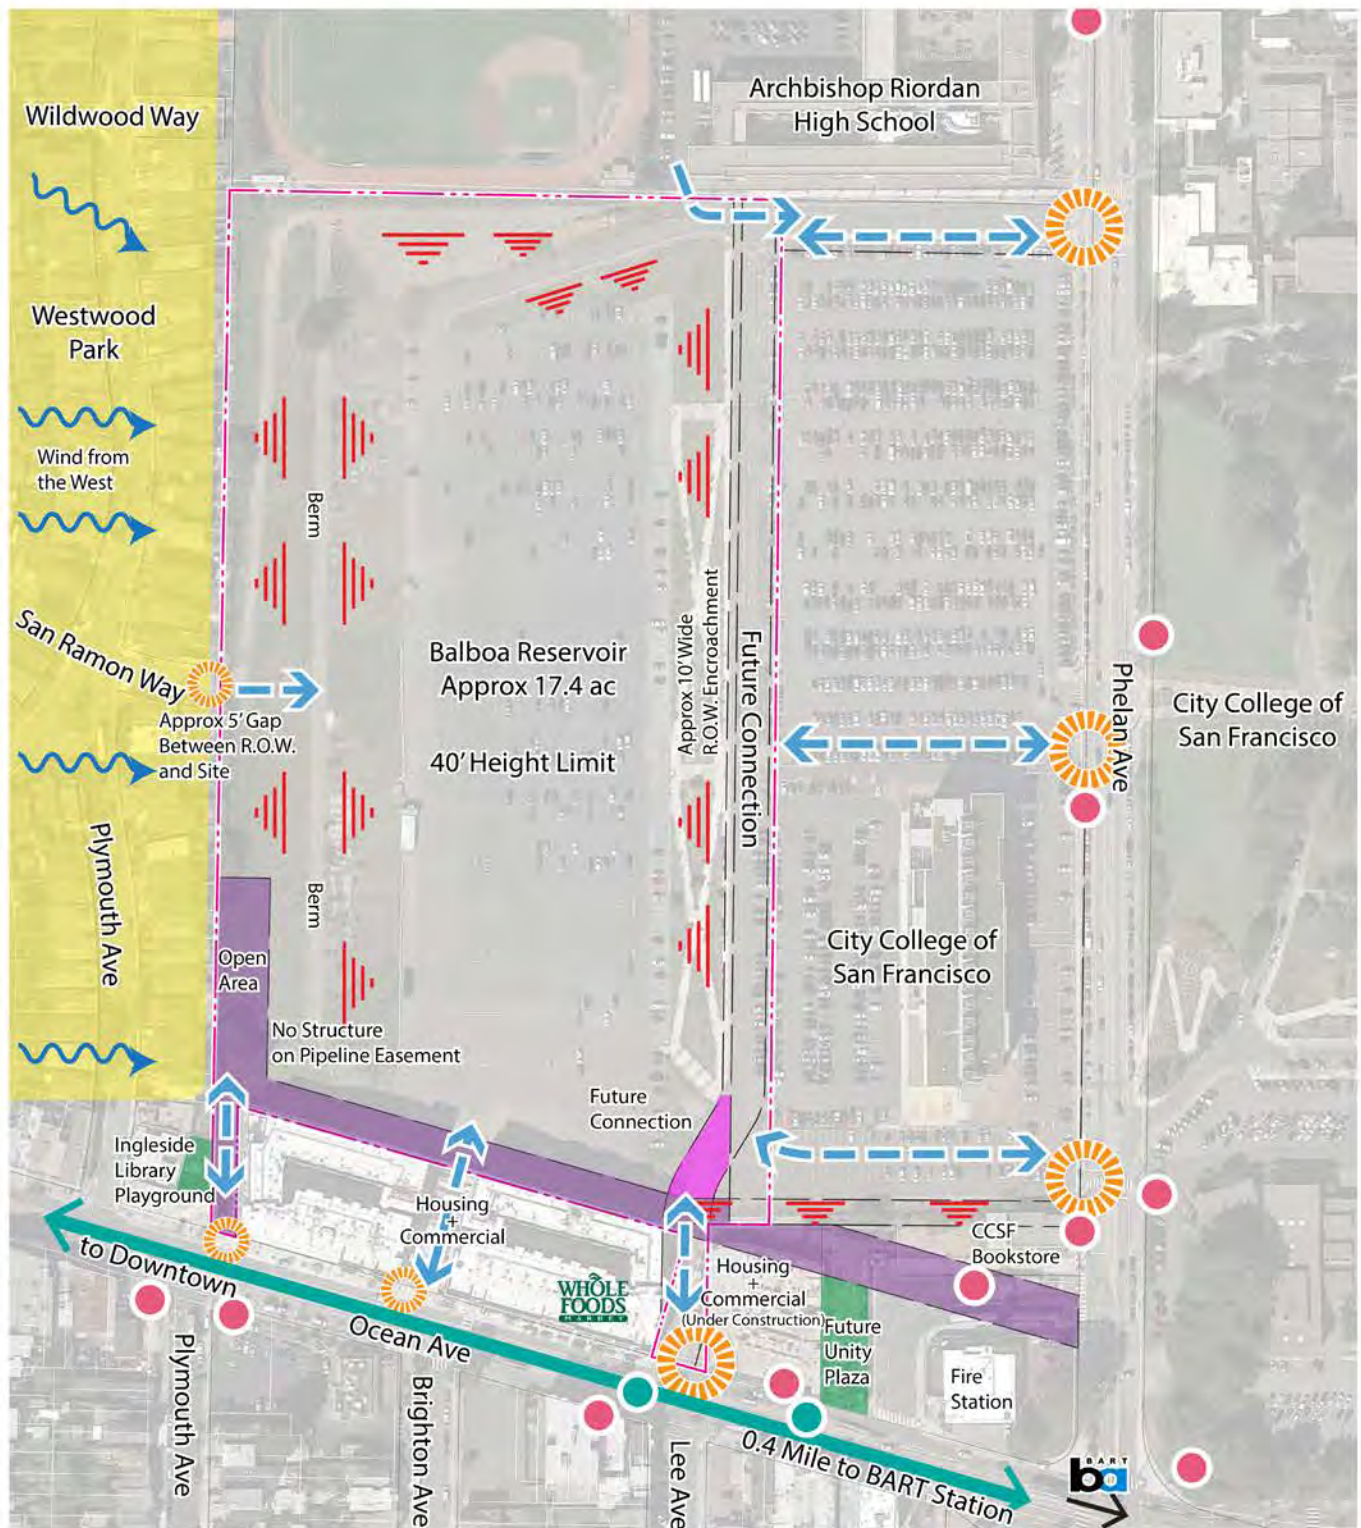 Archbishop Riordan
High School
Wildwood Way
Westwood
Park
Wind from
the West
Berm
San Ramon Way
Approx 5' Gap
Between R.O.W.
and Site
Balboa Reservoir
Approx 17.4 ac
40' Height Limit
Approx 10' Wide
R.O.W. Encroachment
Future Connection
Phelan Ave
City College of
San Francisco
Plymouth Ave
Berm
City College of
San Francisco
Open
Area
No Structure
on Pipeline Easement
Future
Connection
Ingleside
Library
Playground
Housing
+
Commercial
CCSF
Bookstore
to Downtown
Ocean Ave
WHOLE
FOODS
MARKET
Housing
+
Commercial
(Under Construction)
Future
Unity
Plaza
Fire
Station
Plymouth Ave
Brighton Ave
Lee Ave
0.4 Mile to BART Station
BART
ba